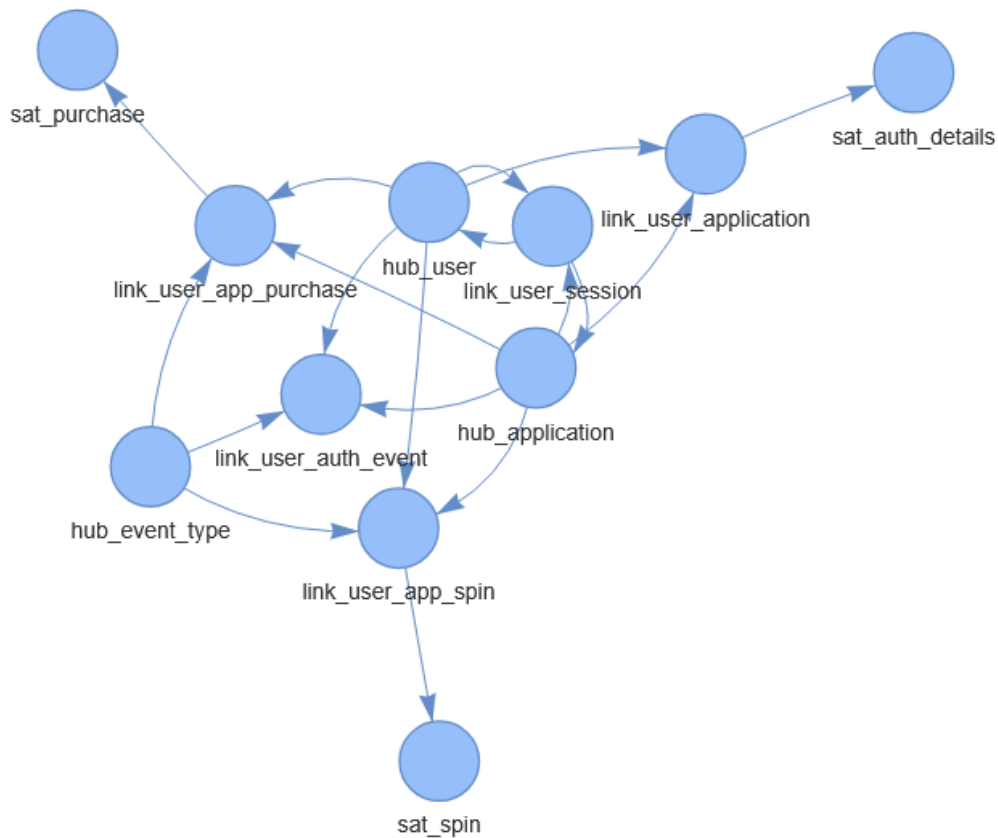 sat_purchase
sat_auth_details
link_user_application
hub_user
link_user_app_purchase
link_user_session
hub_application
link_user_auth_event
hub_event_type
link_user_app_spin
sat_spin